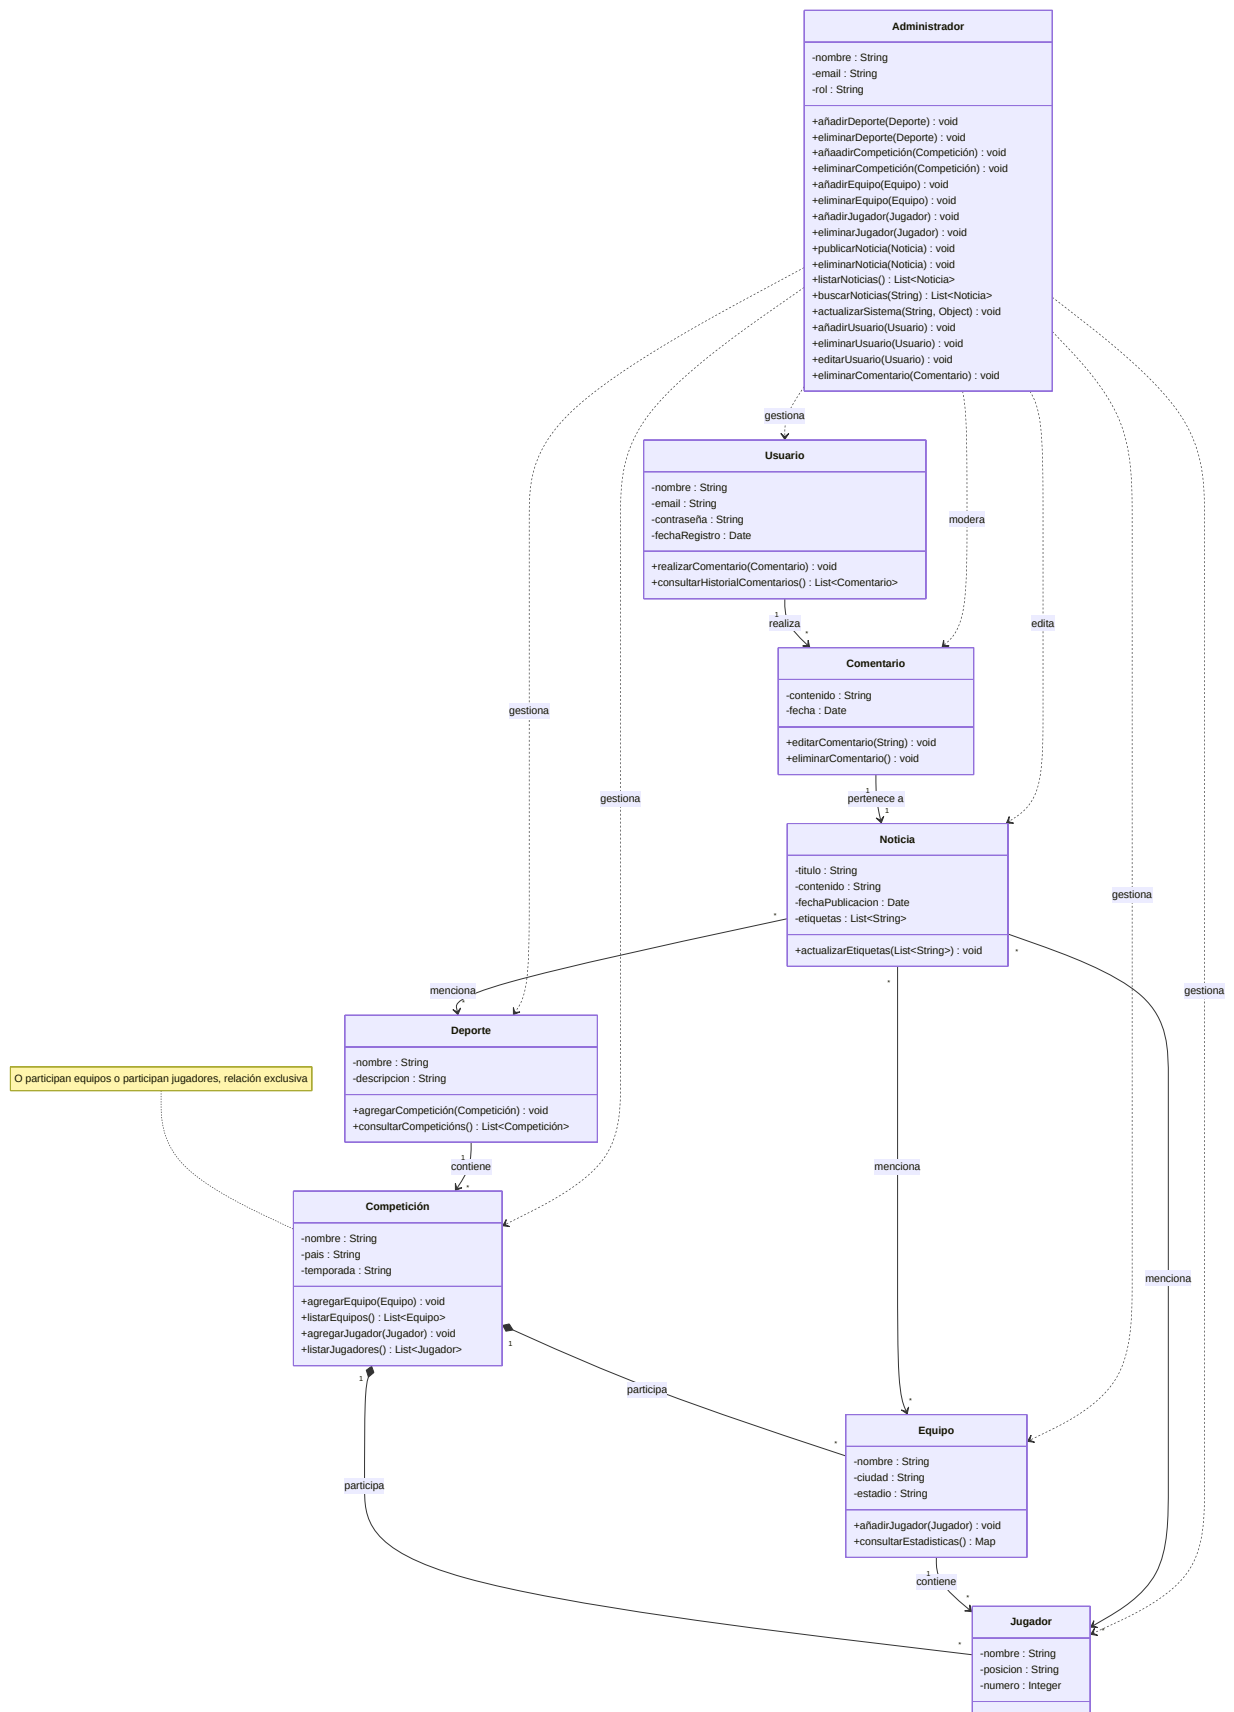 Administrador
-nombre : String
-email : String
-rol : String
+añadirDeporte(Deporte) : void
+eliminarDeporte(Deporte) : void
+añaadirCompetición(Competición) : void
+eliminarCompetición(Competición) : void
+añadirEquipo(Equipo) : void
+eliminarEquipo(Equipo) : void
+añadirJugador(Jugador) : void
+eliminarJugador(Jugador) : void
+publicarNoticia(Noticia) : void
+eliminarNoticia(Noticia) : void
+listarNoticias() : List<Noticia>
+buscarNoticias(String) : List<Noticia>
+actualizarSistema(String, Object) : void
+añadirUsuario(Usuario) : void
+eliminarUsuario(Usuario) : void
+editarUsuario(Usuario) : void
+eliminarComentario(Comentario) : void
gestiona
Usuario
-nombre : String
-email : String
-contraseña : String
-fechaRegistro : Date
+realizarComentario(Comentario) : void
+consultarHistorialComentarios() : List<Comentario>
modera
1
realiza
*
edita
Comentario
-contenido : String
-fecha : Date
+editarComentario(String) : void
+eliminarComentario() : void
gestiona
gestiona
1
pertenece a
1
Noticia
-titulo : String
-contenido : String
-fechaPublicacion : Date
-etiquetas : List<String>
+actualizarEtiquetas(List<String>) : void
gestiona
*
*
*
menciona
*
gestiona
Deporte
-nombre : String
-descripcion : String
+agregarCompetición(Competición) : void
+consultarCompeticións() : List<Competición>
O participan equipos o participan jugadores, relación exclusiva
1
contiene
*
menciona
Competición
-nombre : String
-pais : String
-temporada : String
+agregarEquipo(Equipo) : void
+listarEquipos() : List<Equipo>
+agregarJugador(Jugador) : void
+listarJugadores() : List<Jugador>
menciona
1
1
participa
*
*
Equipo
-nombre : String
-ciudad : String
-estadio : String
+añadirJugador(Jugador) : void
+consultarEstadisticas() : Map
participa
1
contiene
*
*
*
Jugador
-nombre : String
-posicion : String
-numero : Integer